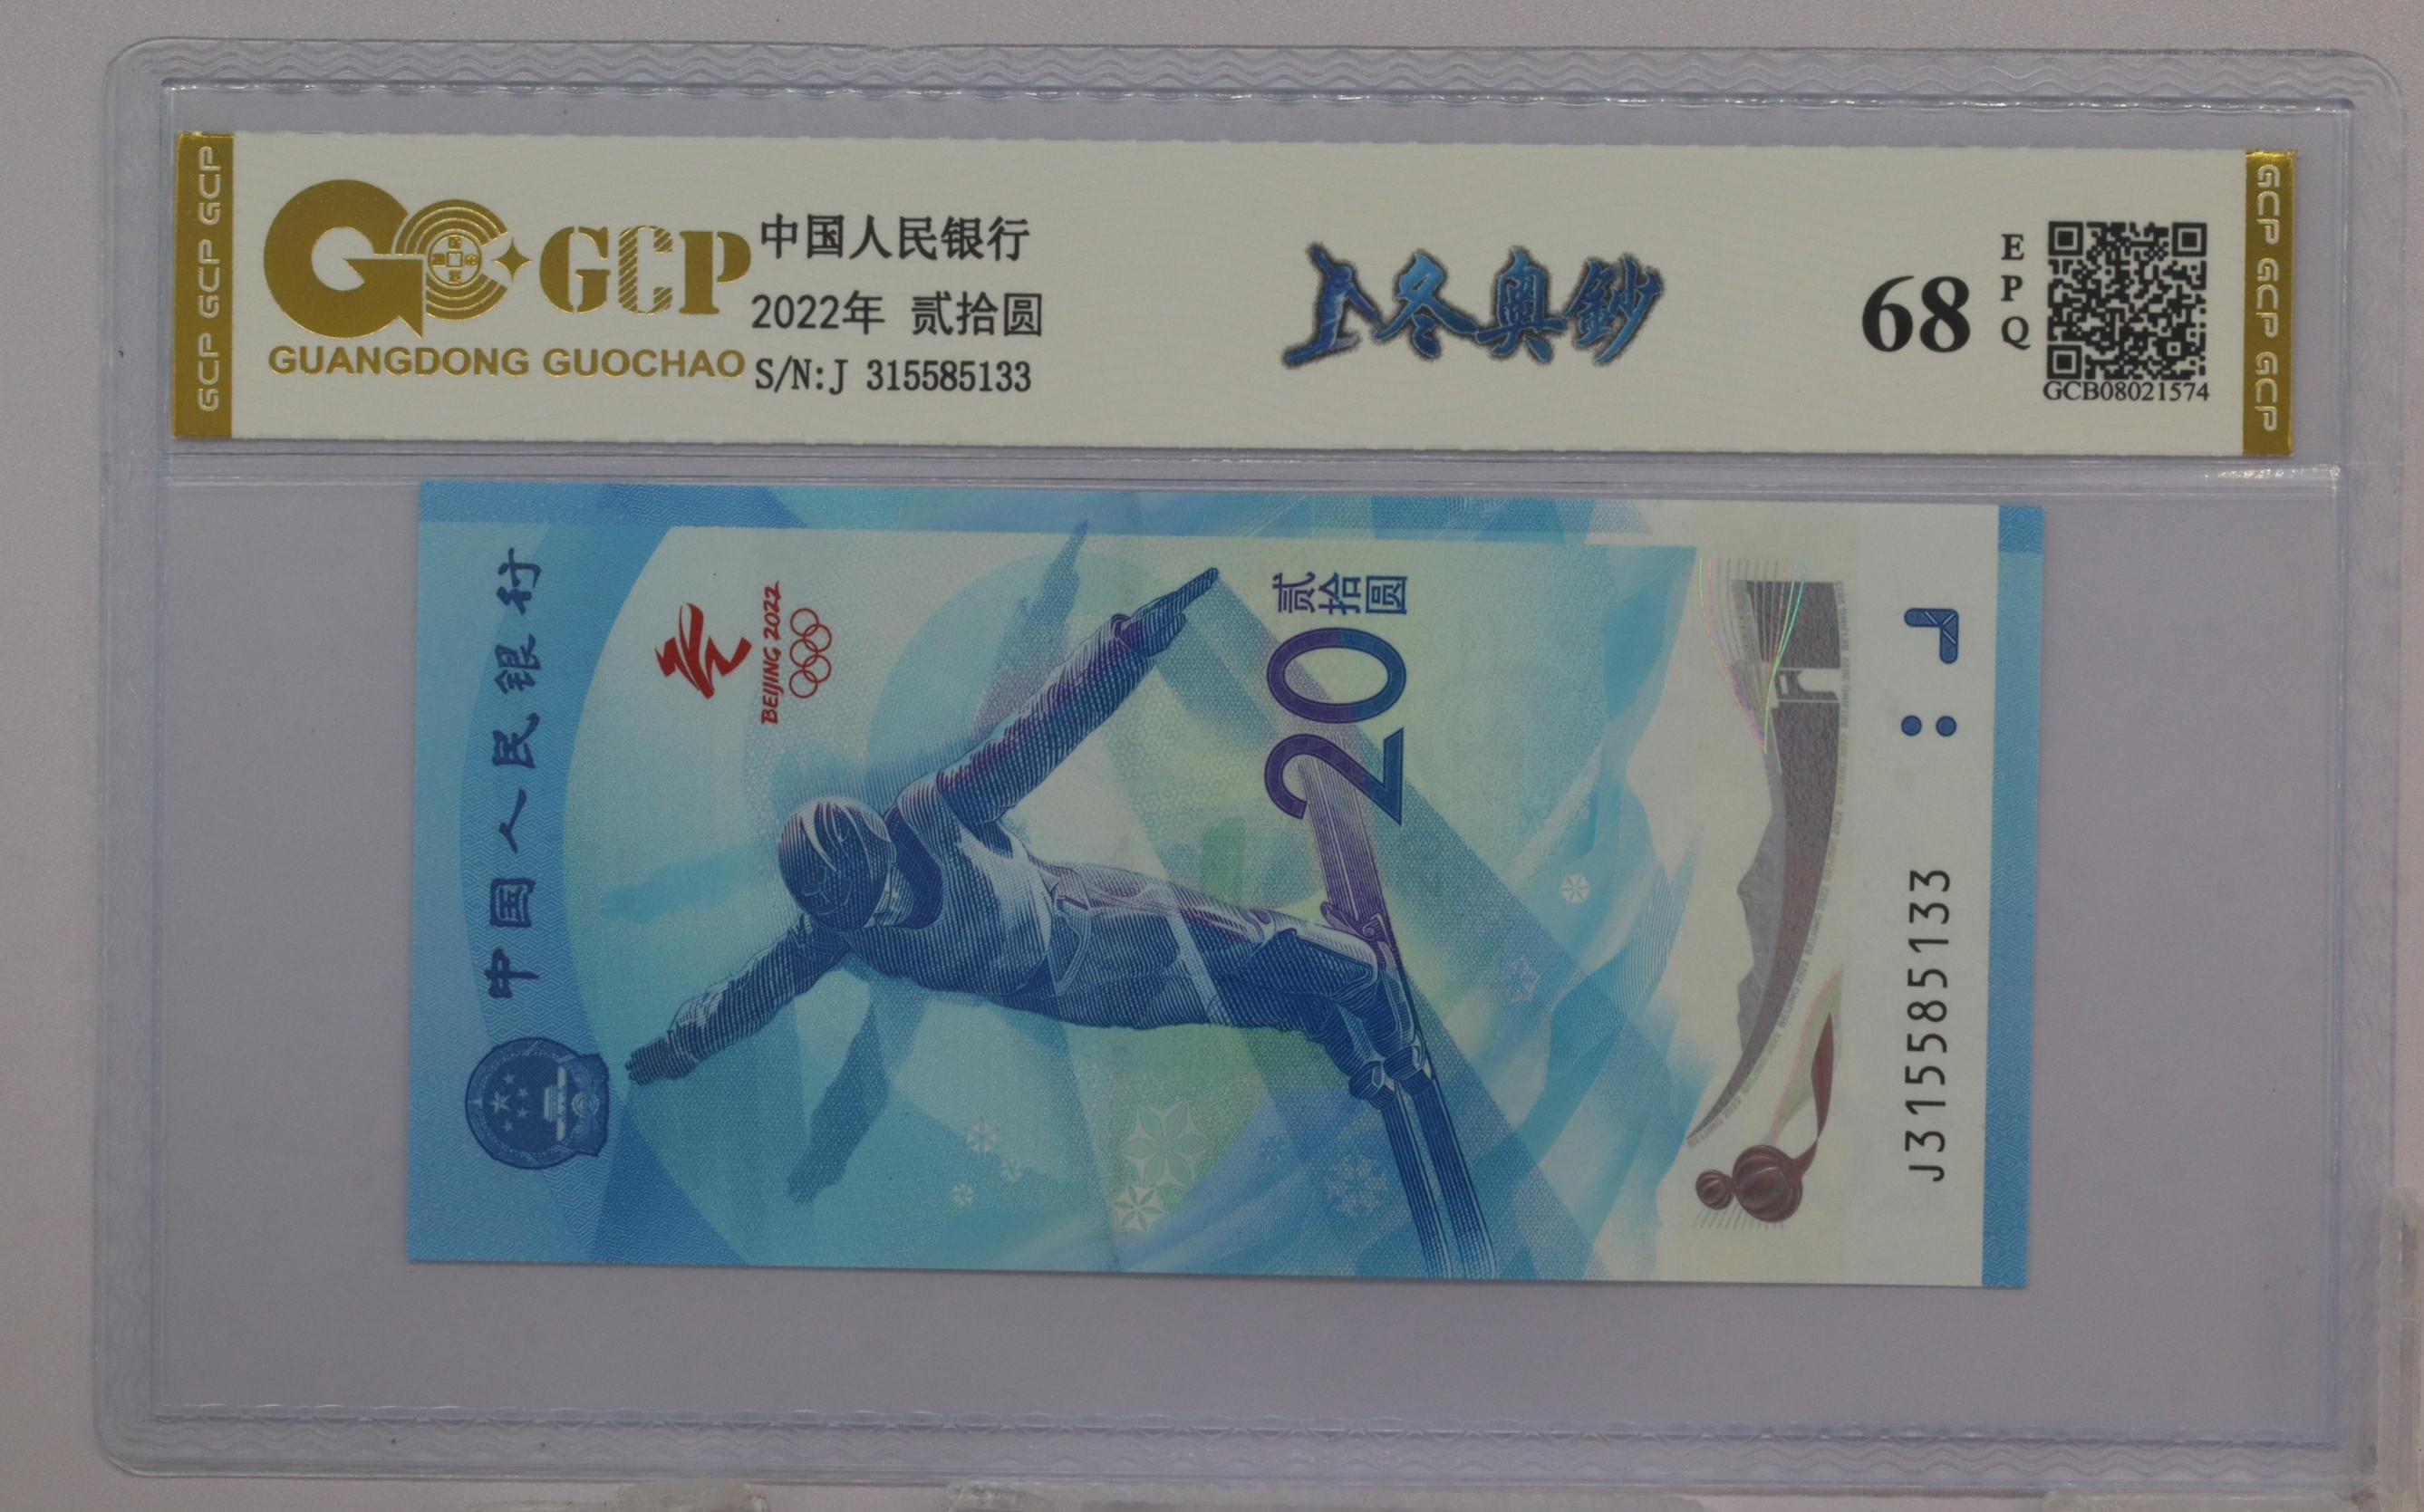 GCP GCP GCP
GCP
GUANGDONG GUOCHAO
中国人民银行
2022年 贰拾圆
S/N:J 315585133
冬奥鈔
68
EPQ
GCB08021574
GCP GCP GCP
中国人民银行
BEIJING 2022
贰拾圆
20
J315585133